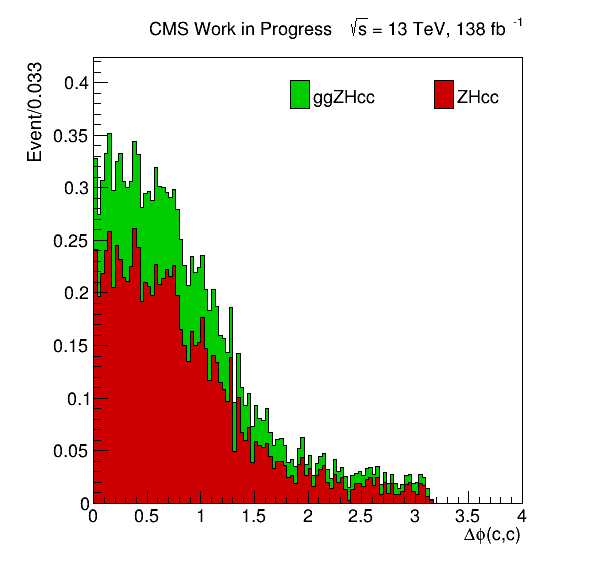 CMS Work in Progress √s = 13 TeV, 138 fb⁻¹
Event/0.033
ggZHcc ZHcc
0.4
0.35
0.3
0.25
0.2
0.15
0.1
0.05
0
0 0.5 1 1.5 2 2.5 3 3.5 4
Δϕ(c,c)